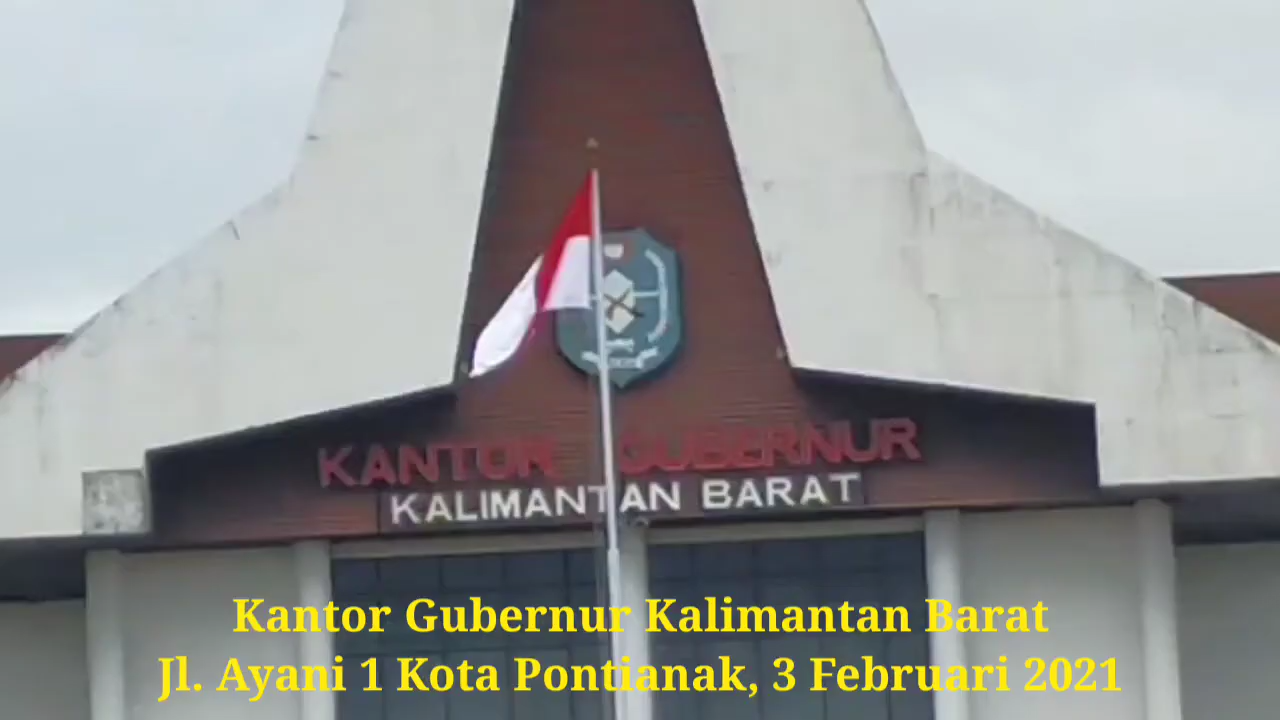 KANTOR GUBERNUR
KALIMANTAN BARAT
Kantor Gubernur Kalimantan Barat
Jl. Ayani 1 Kota Pontianak, 3 Februari 2021